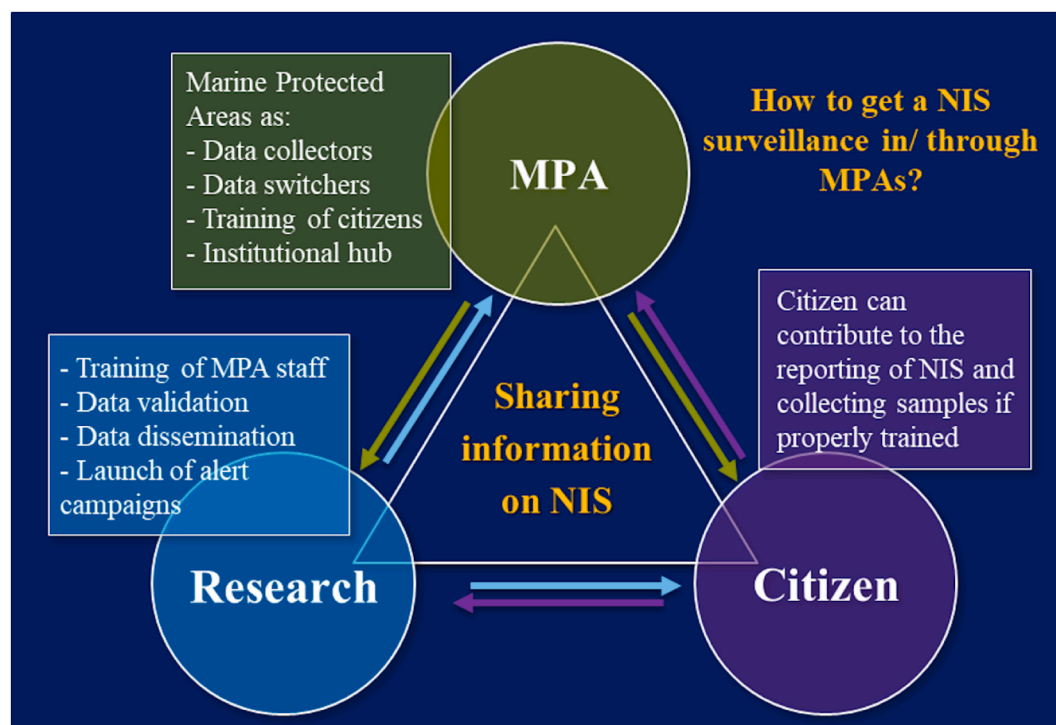 Marine Protected
Areas as:
- Data collectors
- Data switchers
- Training of citizens
- Institutional hub
MPA
How to get a NIS
surveillance in/ through
MPAs?
- Training of MPA staff
- Data validation
- Data dissemination
- Launch of alert
campaigns
Sharing
information
on NIS
Citizen can
contribute to the
reporting of NIS and
collecting samples if
properly trained
Research
Citizen